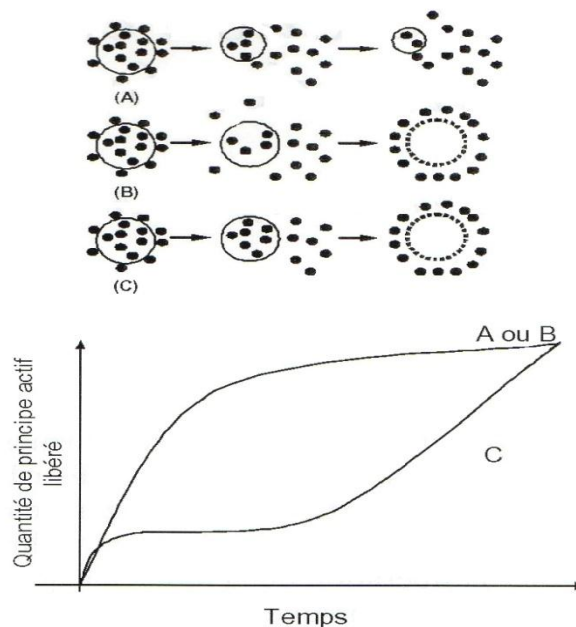 (A)
(B)
(C)
A ou B
C
Quantité de principe actif
libéré
Temps